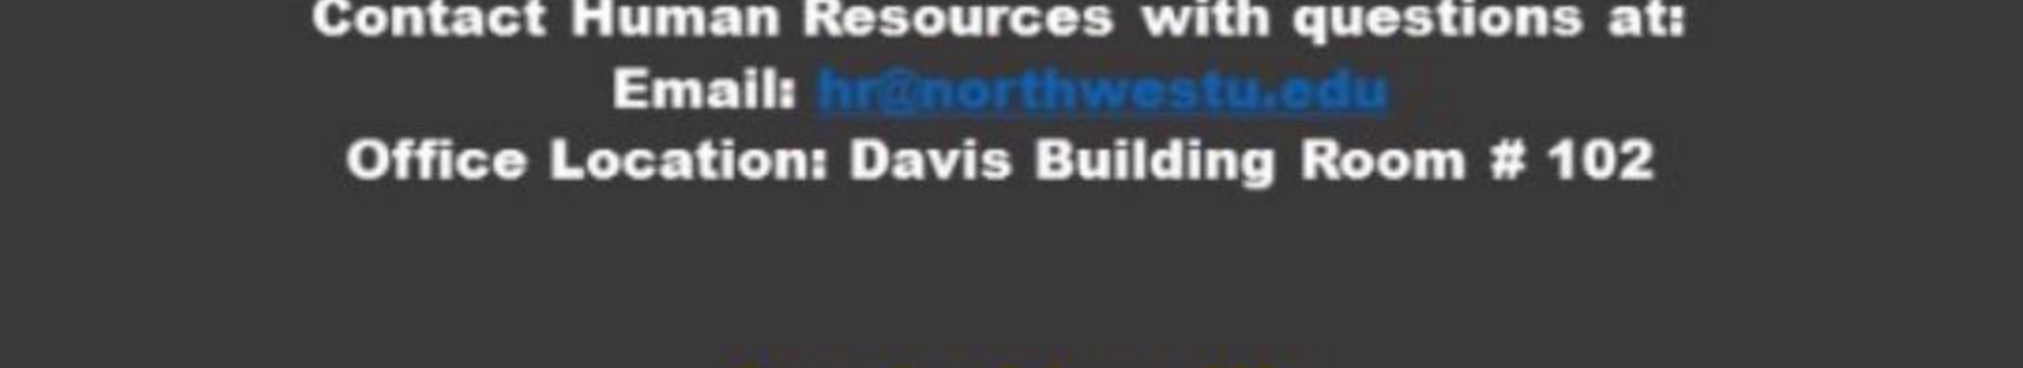 Contact Human Resources with questions at:
Email: hr@northwestu.edu
Office Location: Davis Building Room # 102